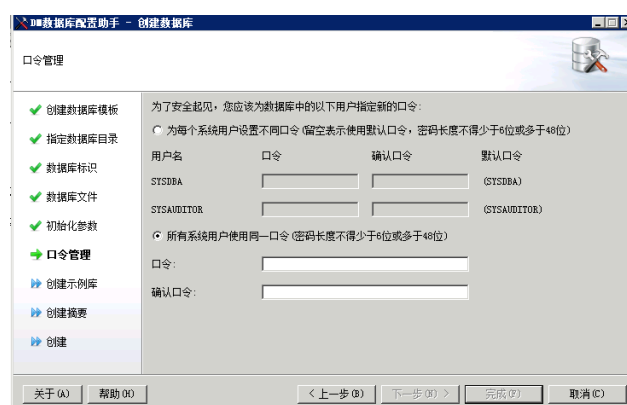 DM数据库配置助手 - 创建数据库
口令管理
创建数据库模板
指定数据库目录
数据库标识
数据库文件
初始化参数
口令管理
创建示例库
创建摘要
创建
为了安全起见，您应该为数据库中的以下用户指定新的口令:
为每个系统用户设置不同口令(留空表示使用默认口令，密码长度不得少于6位或多于48位)
用户名 口令 确认口令 默认口令
SYSDBA (SYSDBA)
SYSAUDITOR (SYSAUDITOR)
所有系统用户使用同一口令(密码长度不得少于6位或多于48位)
口令:
确认口令:
关于(A) 帮助(H) < 上一步(B) 下一步(N) > 完成(F) 取消(C)